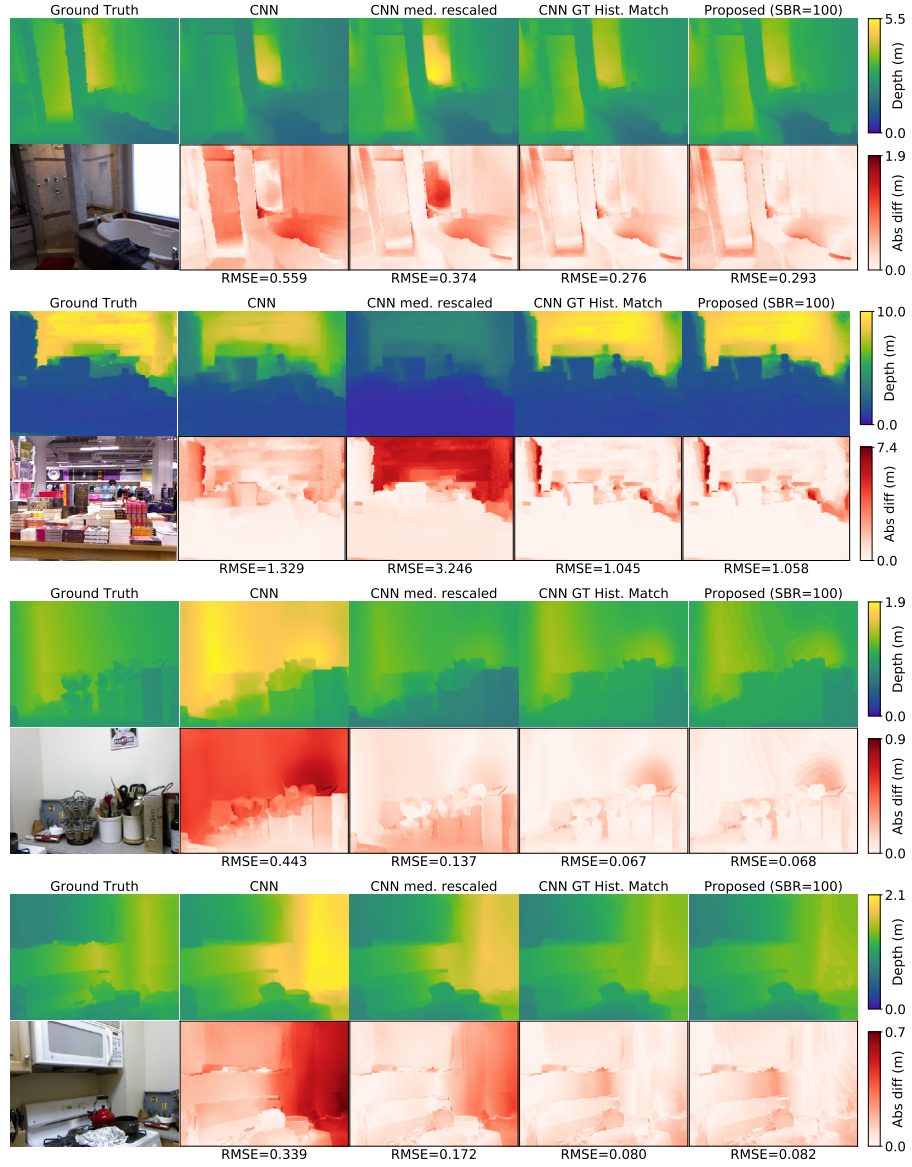 Ground Truth CNN CNN med. rescaled CNN GT Hist. Match Proposed (SBR=100)
5.5
Depth (m)
0.0
1.9
Abs diff (m)
0.0
RMSE=0.559 RMSE=0.374 RMSE=0.276 RMSE=0.293
Ground Truth CNN CNN med. rescaled CNN GT Hist. Match Proposed (SBR=100)
10.0
Depth (m)
0.0
7.4
Abs diff (m)
0.0
RMSE=1.329 RMSE=3.246 RMSE=1.045 RMSE=1.058
Ground Truth CNN CNN med. rescaled CNN GT Hist. Match Proposed (SBR=100)
1.9
Depth (m)
0.0
0.9
Abs diff (m)
0.0
RMSE=0.443 RMSE=0.137 RMSE=0.067 RMSE=0.068
Ground Truth CNN CNN med. rescaled CNN GT Hist. Match Proposed (SBR=100)
2.1
Depth (m)
0.0
0.7
Abs diff (m)
0.0
RMSE=0.339 RMSE=0.172 RMSE=0.080 RMSE=0.082